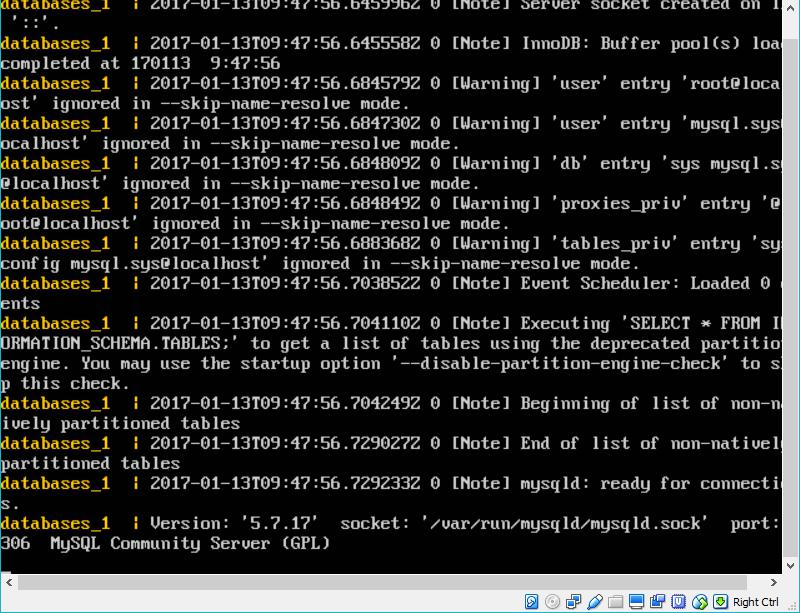 databases_1  | 2017-01-13T09:47:56.645996Z 0 [Note] Server socket created on
'::'.
databases_1  | 2017-01-13T09:47:56.645558Z 0 [Note] InnoDB: Buffer pool(s) loa
completed at 170113  9:47:56
databases_1  | 2017-01-13T09:47:56.684579Z 0 [Warning] 'user' entry 'root@loca
ost' ignored in --skip-name-resolve mode.
databases_1  | 2017-01-13T09:47:56.684730Z 0 [Warning] 'user' entry 'mysql.sys
ocalhost' ignored in --skip-name-resolve mode.
databases_1  | 2017-01-13T09:47:56.684809Z 0 [Warning] 'db' entry 'sys mysql.sy
@localhost' ignored in --skip-name-resolve mode.
databases_1  | 2017-01-13T09:47:56.684849Z 0 [Warning] 'proxies_priv' entry '@
oot@localhost' ignored in --skip-name-resolve mode.
databases_1  | 2017-01-13T09:47:56.688368Z 0 [Warning] 'tables_priv' entry 'sy
config mysql.sys@localhost' ignored in --skip-name-resolve mode.
databases_1  | 2017-01-13T09:47:56.703852Z 0 [Note] Event Scheduler: Loaded 0
ents
databases_1  | 2017-01-13T09:47:56.704110Z 0 [Note] Executing 'SELECT * FROM I
ORMATION_SCHEMA.TABLES;' to get a list of tables using the deprecated partitio
engine. You may use the startup option '--disable-partition-engine-check' to s
p this check.
databases_1  | 2017-01-13T09:47:56.704249Z 0 [Note] Beginning of list of non-n
ively partitioned tables
databases_1  | 2017-01-13T09:47:56.729027Z 0 [Note] End of list of non-nativel
partitioned tables
databases_1  | 2017-01-13T09:47:56.729233Z 0 [Note] mysqld: ready for connecti
s.
databases_1  | Version: '5.7.17'  socket: '/var/run/mysqld/mysqld.sock'  port:
306  MySQL Community Server (GPL)
Right Ctrl